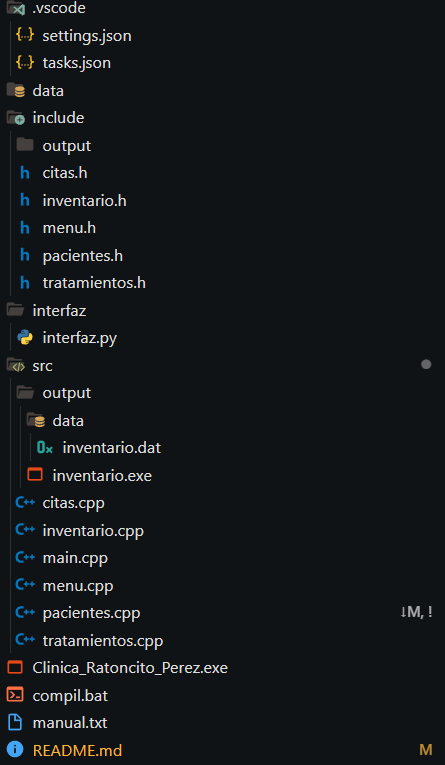 .vscode
{..} settings.json
{..} tasks.json
data
include
output
h citas.h
h inventario.h
h menu.h
h pacientes.h
h tratamientos.h
interfaz
interfaz.py
src
output
data
inventario.dat
inventario.exe
C++ citas.cpp
C++ inventario.cpp
C++ main.cpp
C++ menu.cpp
C++ pacientes.cpp ↓M, !
C++ tratamientos.cpp
Clinica_Ratoncito_Perez.exe
compil.bat
manual.txt
README.md M